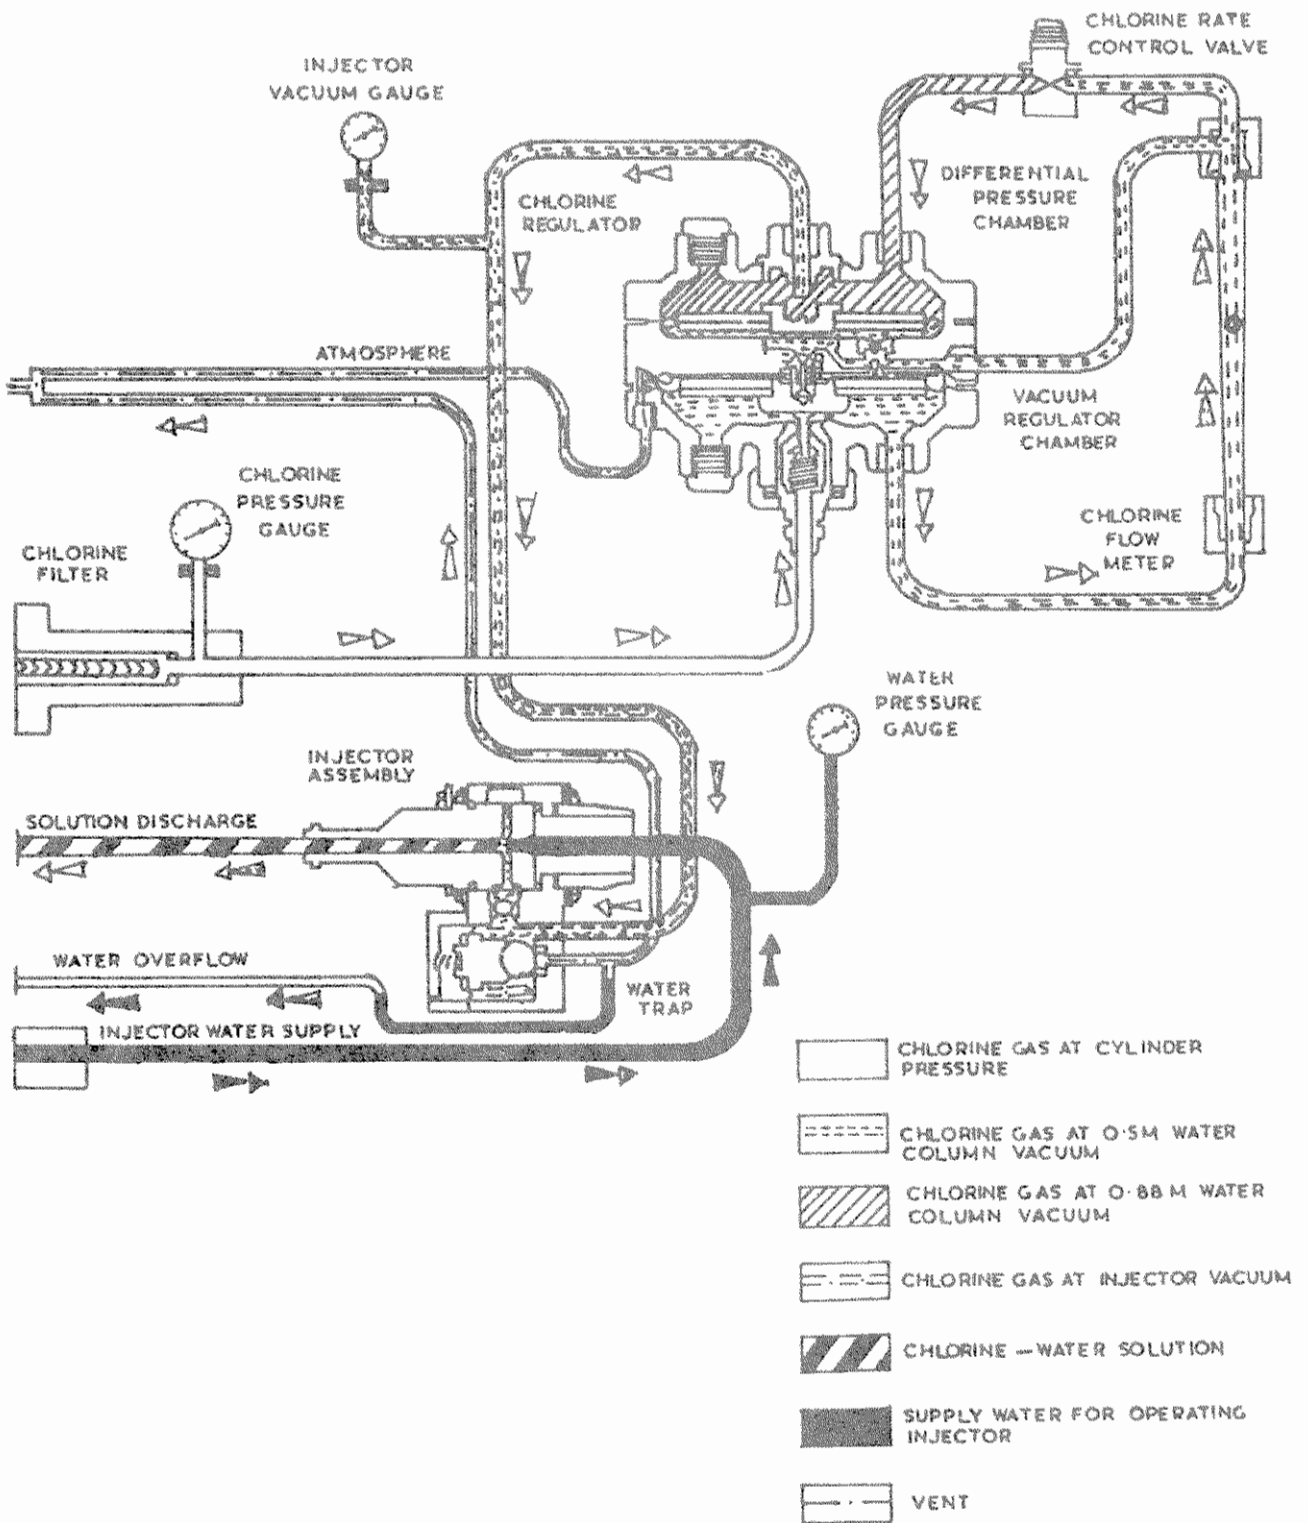 CHLORINE RATE
CONTROL VALVE
INJECTOR
VACUUM GAUGE
DIFFERENTIAL
PRESSURE
CHAMBER
CHLORINE
REGULATOR
ATMOSPHERE
VACUUM
REGULATOR
CHAMBER
CHLORINE
PRESSURE
GAUGE
CHLORINE
FLOW
METER
CHLORINE
FILTER
WATER
PRESSURE
GAUGE
INJECTOR
ASSEMBLY
SOLUTION DISCHARGE
WATER OVERFLOW
WATER
TRAP
INJECTOR WATER SUPPLY
CHLORINE GAS AT CYLINDER
PRESSURE
CHLORINE GAS AT 0·5M WATER
COLUMN VACUUM
CHLORINE GAS AT 0·88 M WATER
COLUMN VACUUM
CHLORINE GAS AT INJECTOR VACUUM
CHLORINE — WATER SOLUTION
SUPPLY WATER FOR OPERATING
INJECTOR
VENT